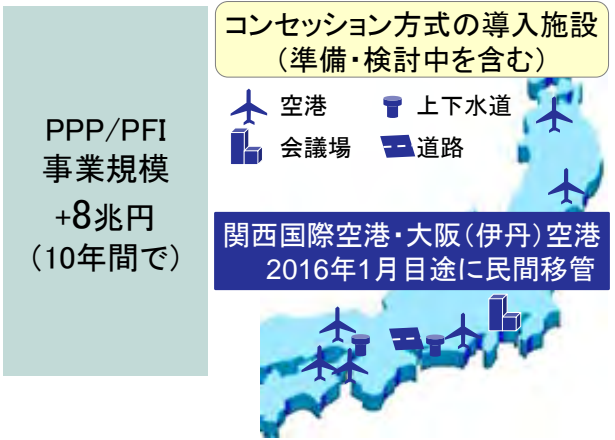 PPP/PFI
事業規模
+8兆円
（10年間で）
コンセッション方式の導入施設
（準備・検討中を含む）
空港
上下水道
会議場
道路
関西国際空港・大阪（伊丹）空港
2016年1月目途に民間移管